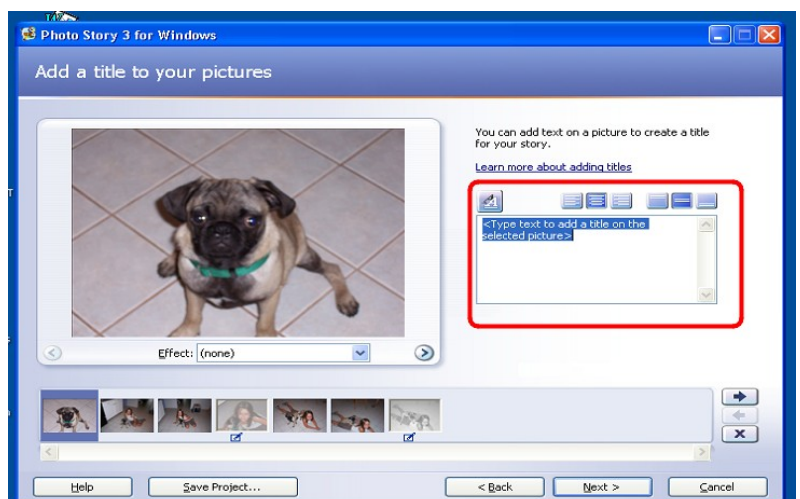 Photo Story 3 for Windows
Add a title to your pictures
You can add text on a picture to create a title
for your story.
Learn more about adding titles
<Type text to add a title on the
selected picture>
Effect: (none)
Help
Save Project...
< Back
Next >
Cancel